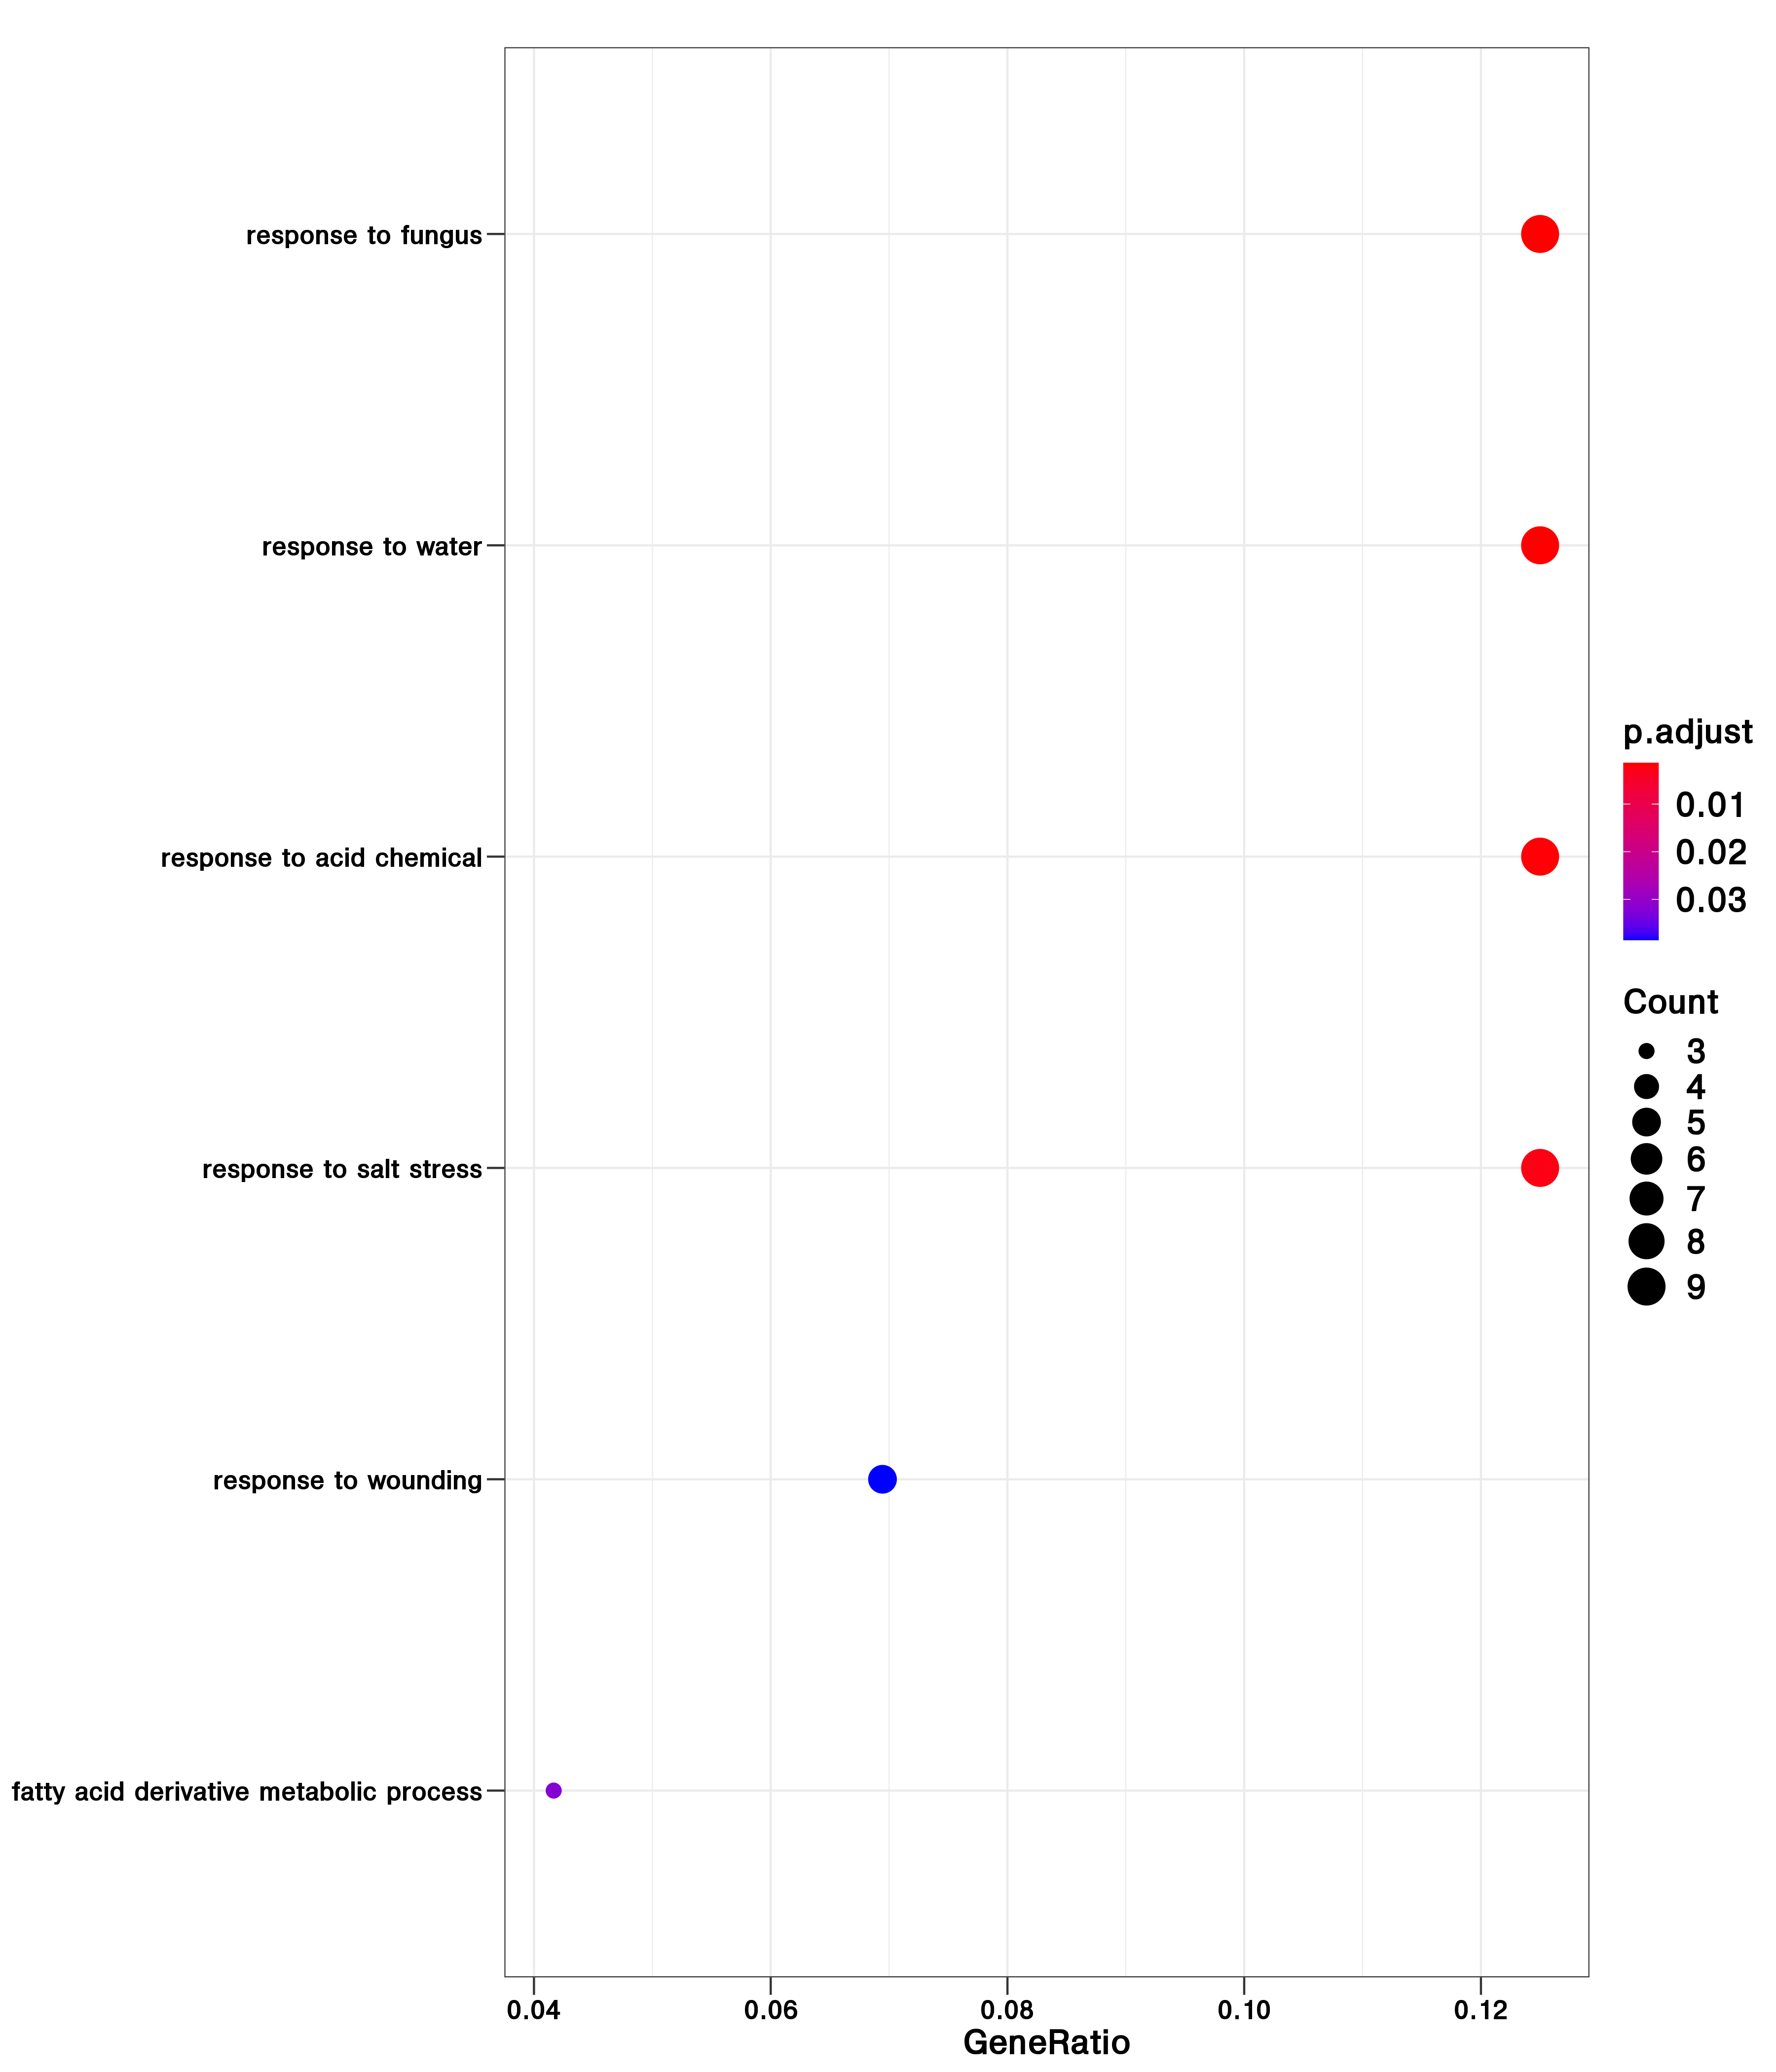 response to fungus
response to water
response to acid chemical
response to salt stress
response to wounding
fatty acid derivative metabolic process
0.04
0.06
0.08
0.10
0.12
GeneRatio
p.adjust
0.01
0.02
0.03
Count
3
4
5
6
7
8
9